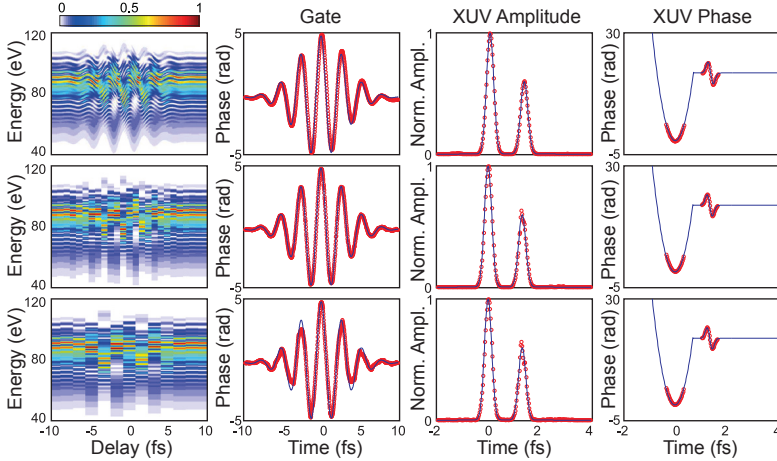 0 0.5 1
Gate XUV Amplitude XUV Phase
120 5 1 30
Energy (eV) Phase (rad) Norm. Ampl. Phase (rad)
80
40 -5 0 -5
120 5 1 30
Energy (eV) Phase (rad) Norm. Ampl. Phase (rad)
80
40 -5 0 -5
120 5 1 30
Energy (eV) Phase (rad) Norm. Ampl. Phase (rad)
80
40 -5 0 -5
-10 -5 0 5 10 -10 -5 0 5 10 -2 0 2 4 -2 0 2 4
Delay (fs) Time (fs) Time (fs) Time (fs)